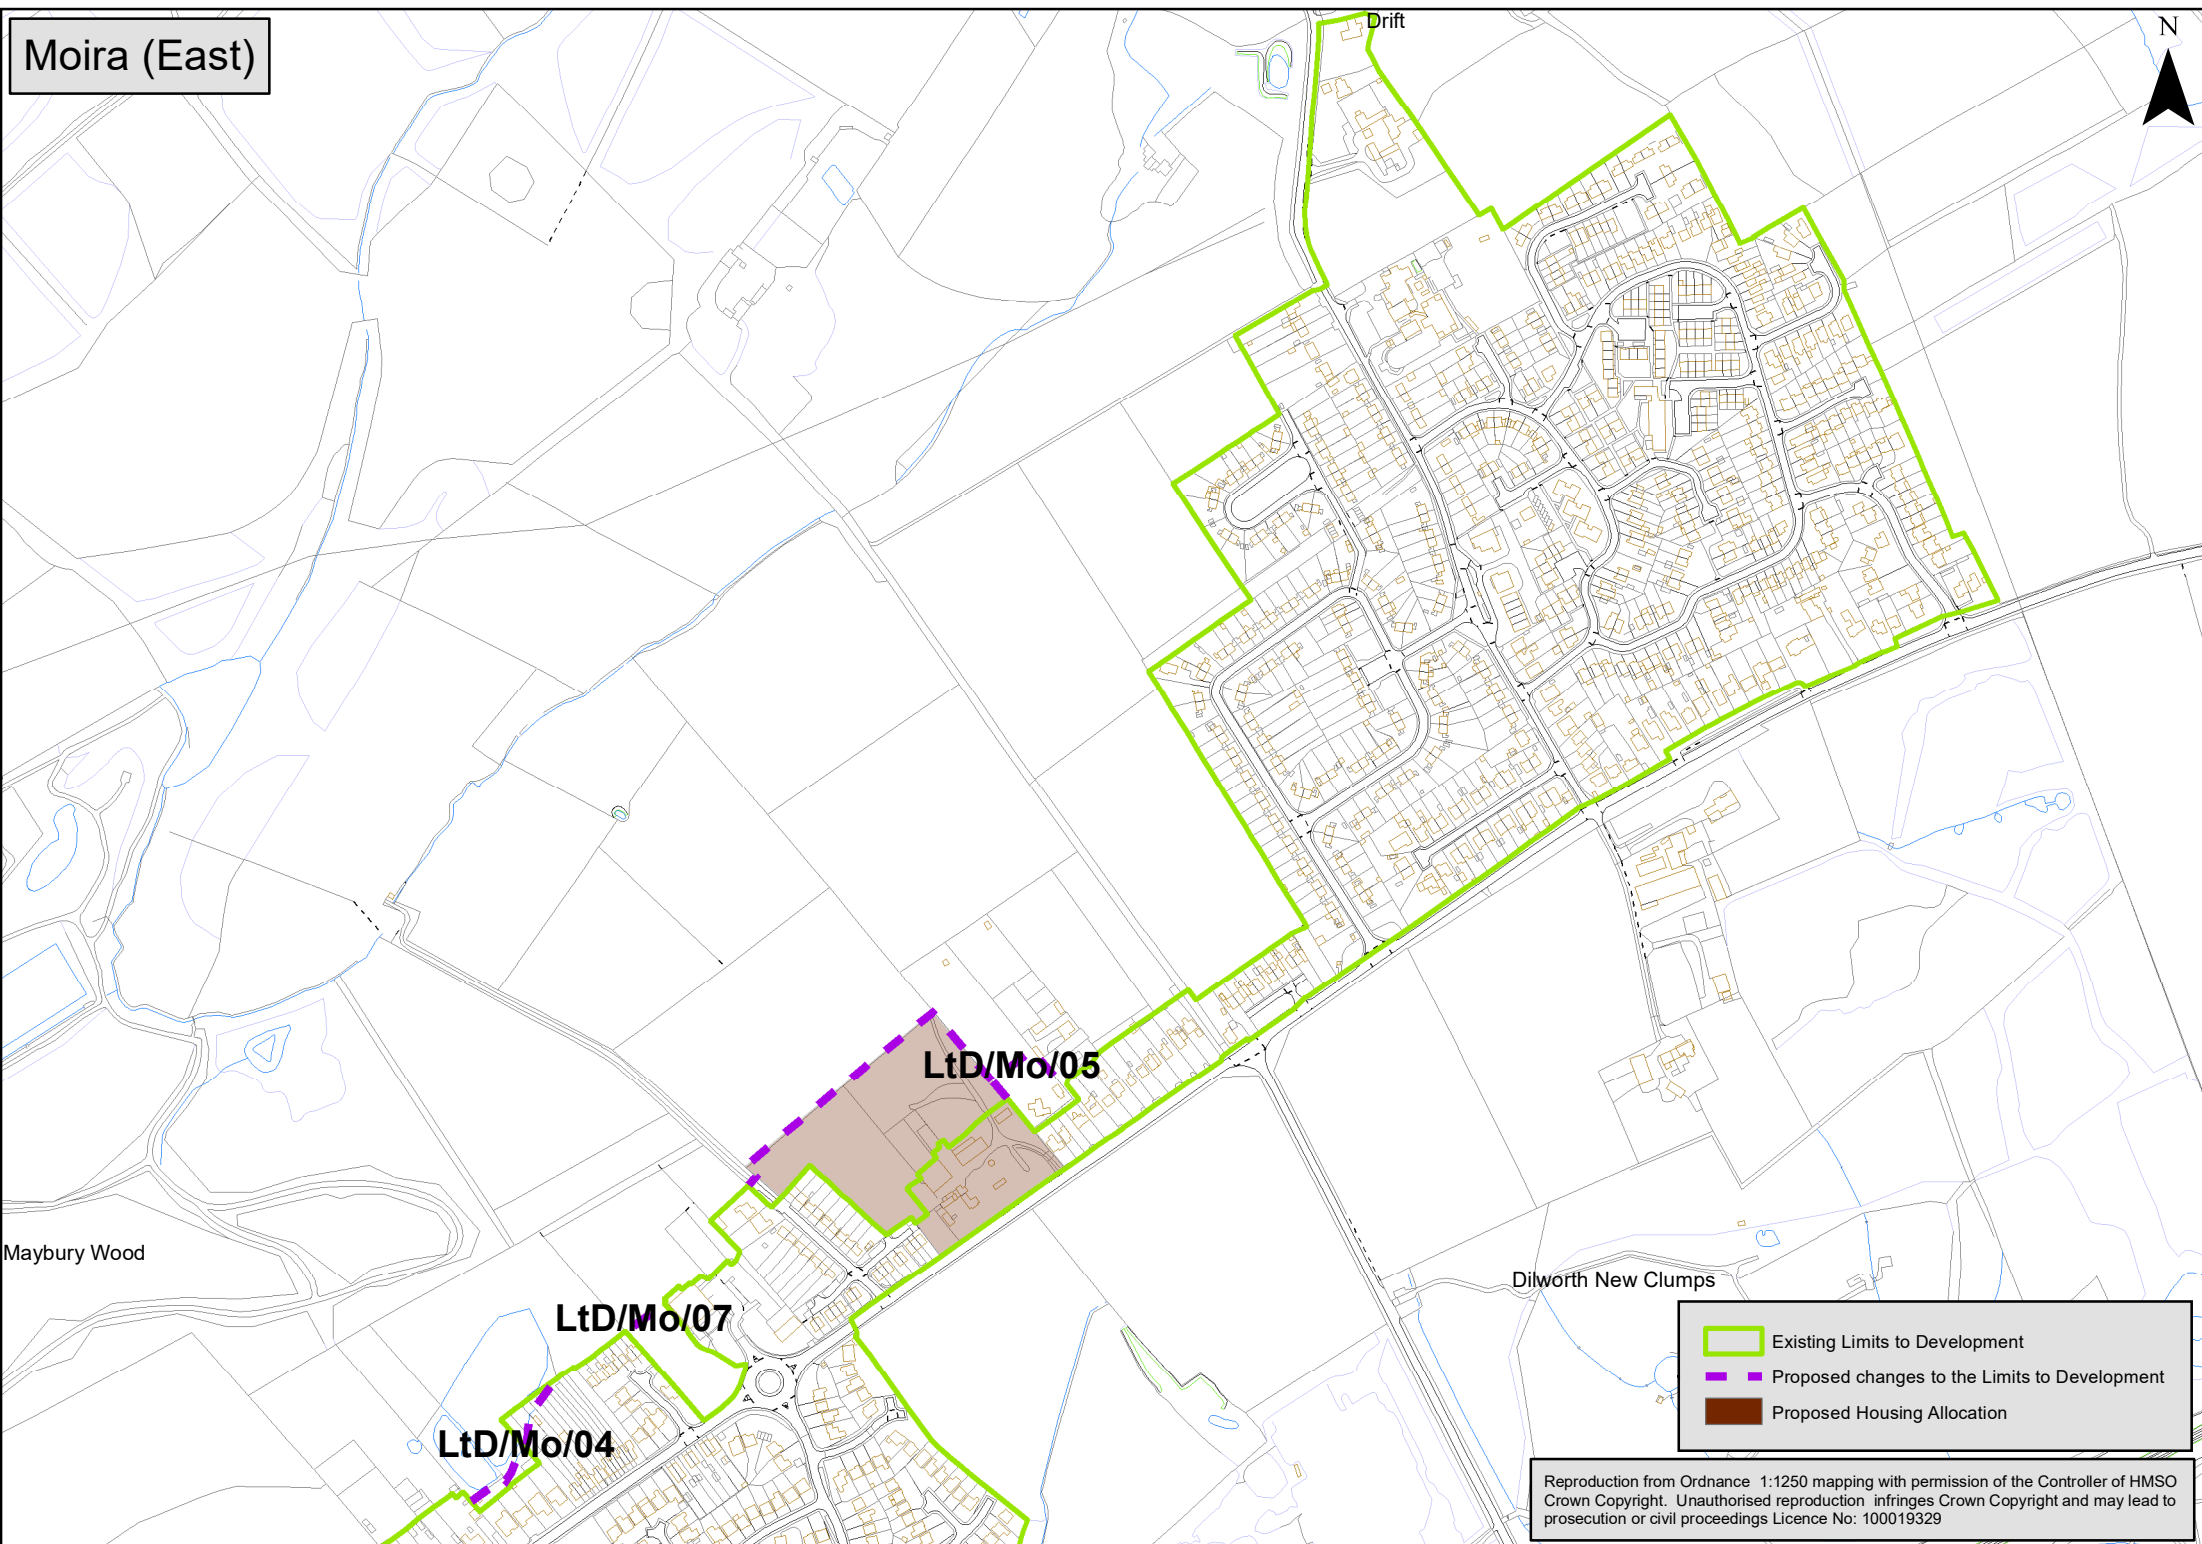 Moira (East)
Drift
N
LtD/Mo/05
Maybury Wood
Dilworth New Clumps
LtD/Mo/07
LtD/Mo/04
Existing Limits to Development
Proposed changes to the Limits to Development
Proposed Housing Allocation
Reproduction from Ordnance 1:1250 mapping with permission of the Controller of HMSO
Crown Copyright. Unauthorised reproduction infringes Crown Copyright and may lead to
prosecution or civil proceedings Licence No: 100019329